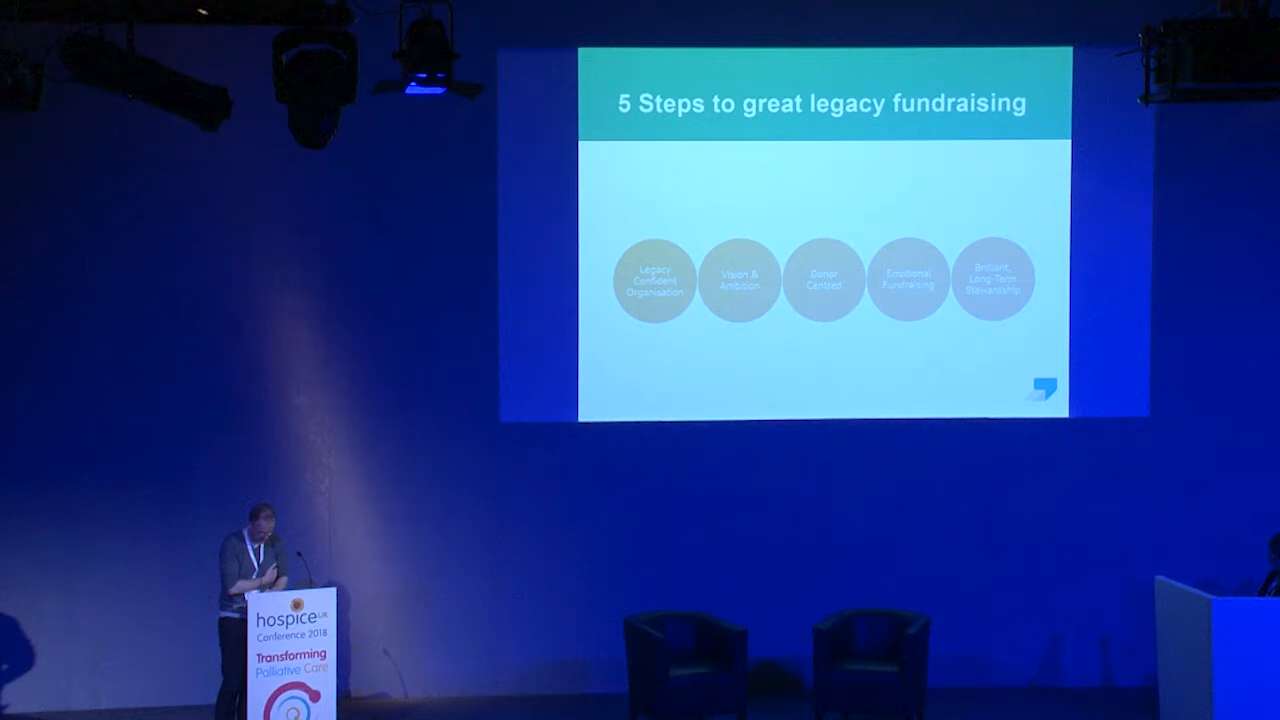 5 Steps to great legacy fundraising
Legacy
Confident
Organisation
Vision &
Ambition
Donor
Centred
Emotional
Fundraising
Brilliant,
Long-Term
Stewardship
hospice UK
Conference 2018
Transforming
Palliative Care